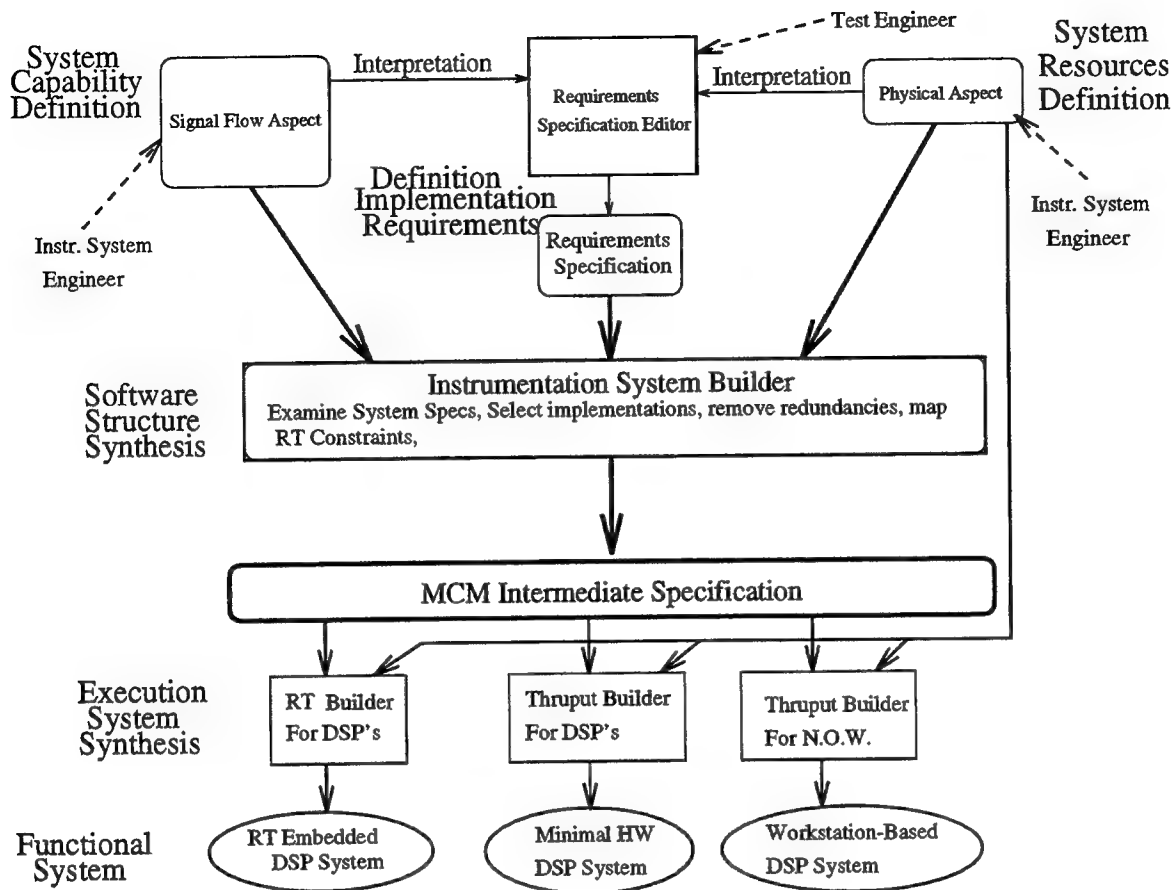 Test Engineer
System
Capability
Definition
Interpretation
System
Resources
Definition
Interpretation
Signal Flow Aspect
Requirements
Specification Editor
Physical Aspect
Definition
Implementation
Requirements
Instr. System
Engineer
Instr. System
Engineer
Requirements
Specification
Software
Structure
Synthesis
Instrumentation System Builder
Examine System Specs, Select implementations, remove redundancies, map
RT Constraints,
MCM Intermediate Specification
Execution
System
Synthesis
RT Builder
For DSP's
Thruput Builder
For DSP's
Thruput Builder
For N.O.W.
Functional
System
RT Embedded
DSP System
Minimal HW
DSP System
Workstation-Based
DSP System